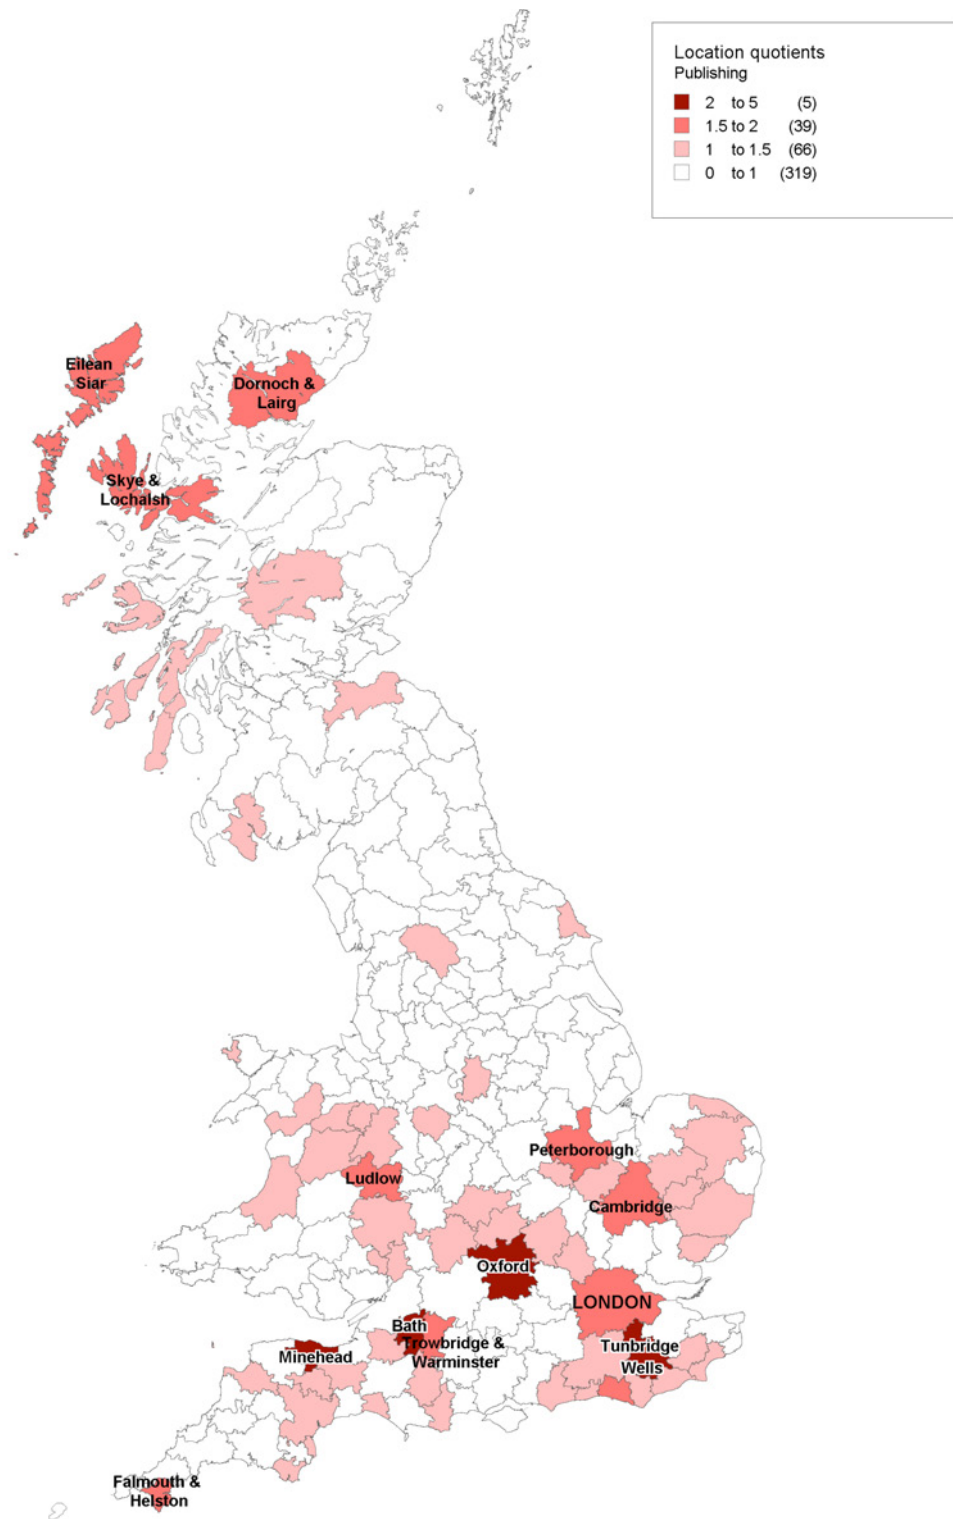 Location quotients
Publishing
2 to 5 (5)
1.5 to 2 (39)
1 to 1.5 (66)
0 to 1 (319)
Eilean
Siar
Dornoch &
Lairg
Skye &
Lochalsh
Peterborough
Ludlow
Cambridge
Oxford
LONDON
Bath
Trowbridge &
Warminster
Tunbridge
Wells
Minehead
Falmouth &
Helston